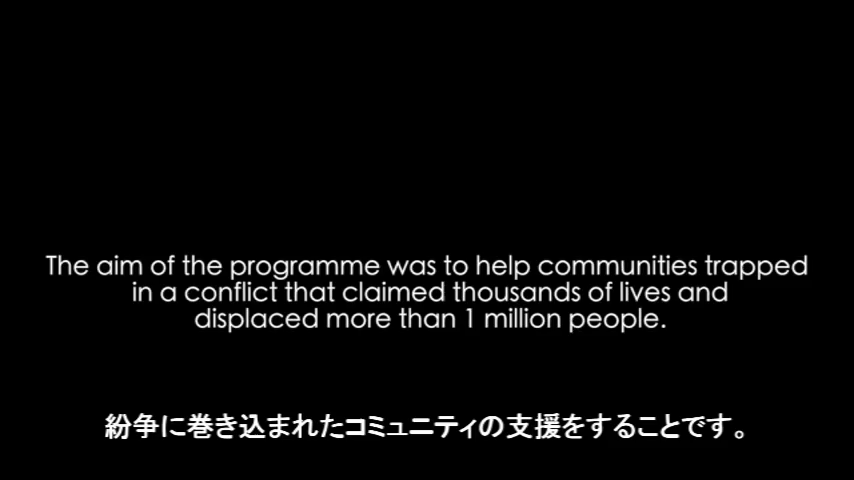 The aim of the programme was to help communities trapped
in a conflict that claimed thousands of lives and
displaced more than 1 million people.
紛争に巻き込まれたコミュニティの支援をすることです。